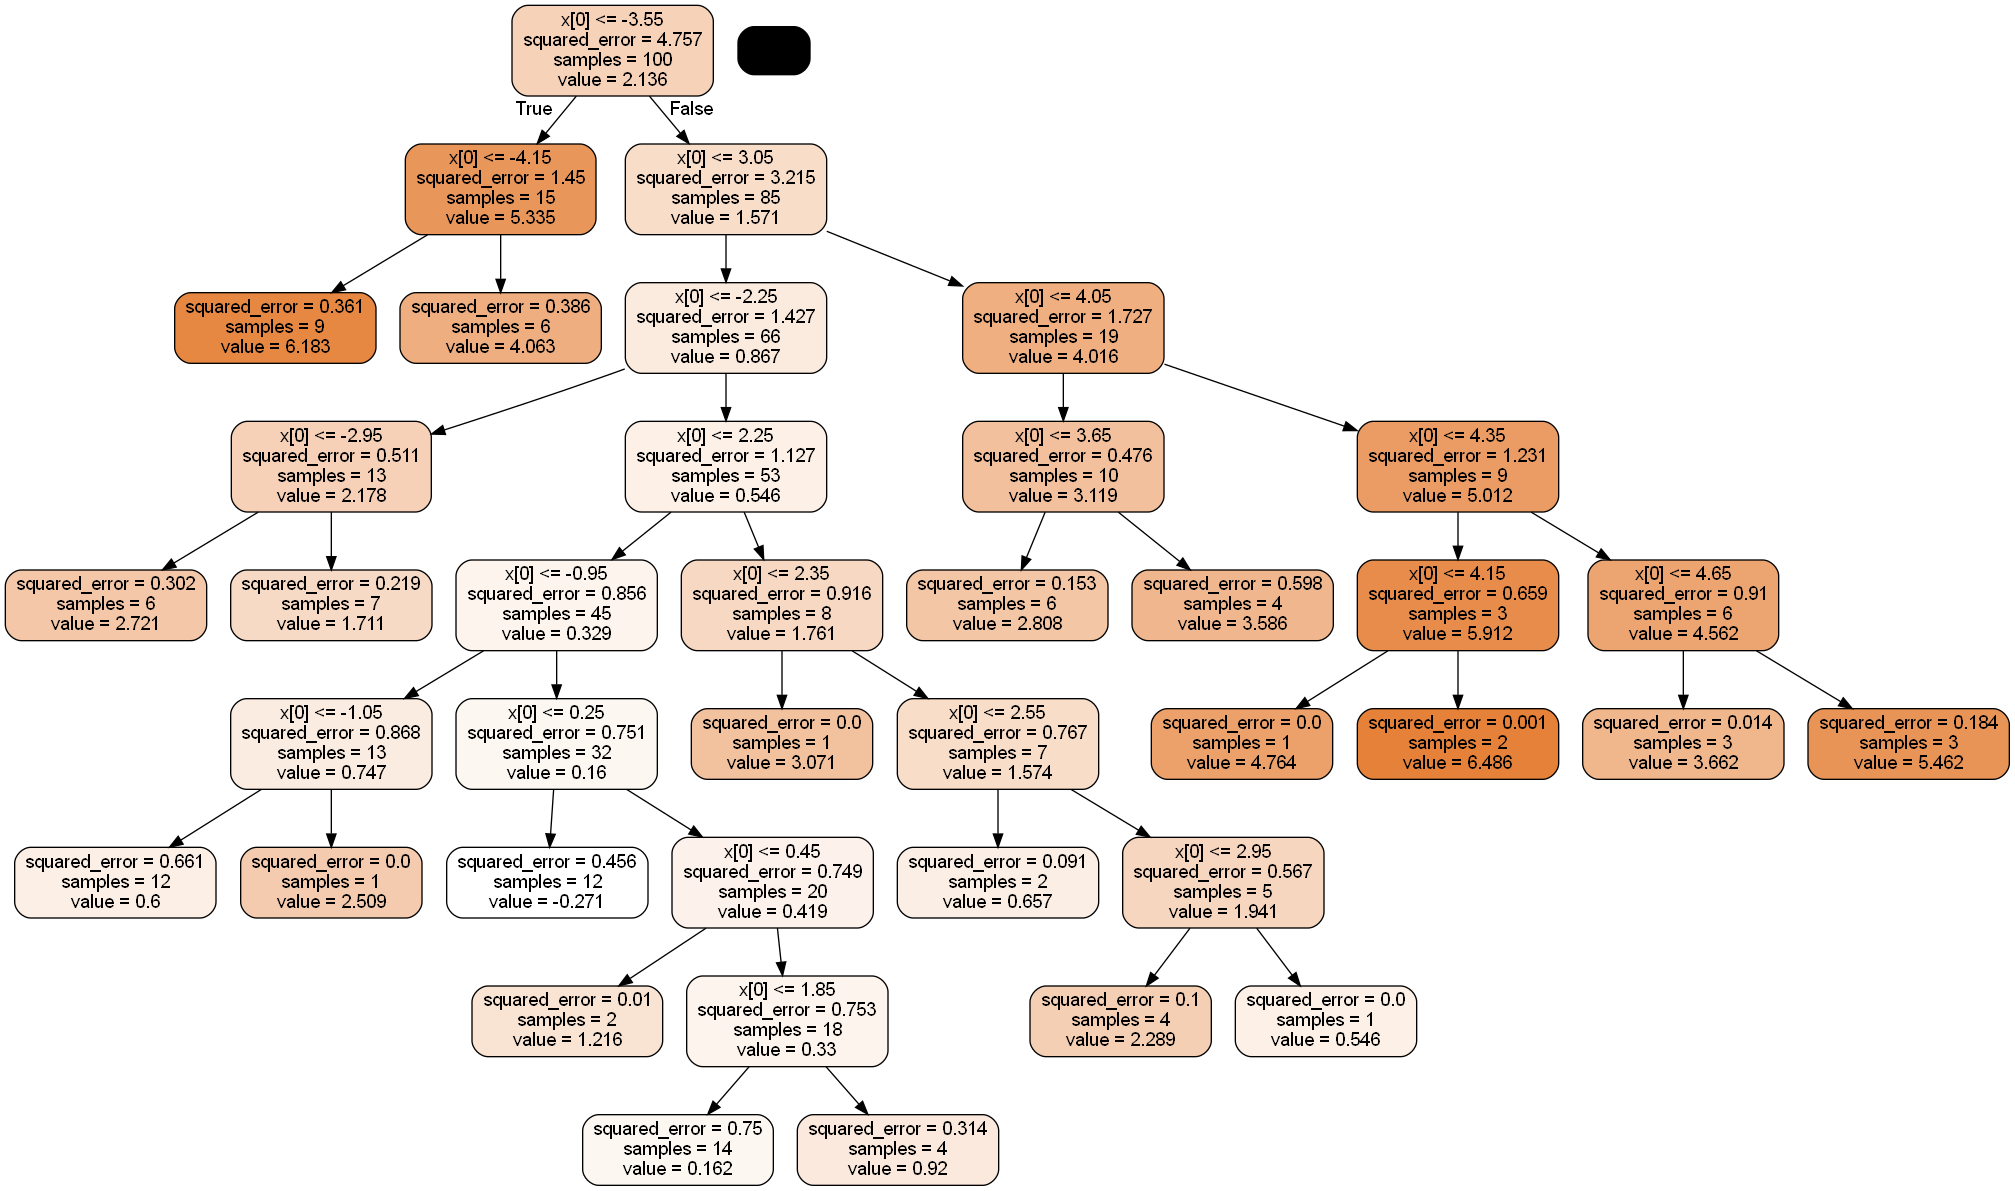 x[0] <= -3.55
squared_error = 4.757
samples = 100
value = 2.136
True
False
x[0] <= -4.15
squared_error = 1.45
samples = 15
value = 5.335
x[0] <= 3.05
squared_error = 3.215
samples = 85
value = 1.571
squared_error = 0.361
samples = 9
value = 6.183
squared_error = 0.386
samples = 6
value = 4.063
x[0] <= -2.25
squared_error = 1.427
samples = 66
value = 0.867
x[0] <= 4.05
squared_error = 1.727
samples = 19
value = 4.016
x[0] <= -2.95
squared_error = 0.511
samples = 13
value = 2.178
x[0] <= 2.25
squared_error = 1.127
samples = 53
value = 0.546
x[0] <= 3.65
squared_error = 0.476
samples = 10
value = 3.119
x[0] <= 4.35
squared_error = 1.231
samples = 9
value = 5.012
squared_error = 0.302
samples = 6
value = 2.721
squared_error = 0.219
samples = 7
value = 1.711
x[0] <= -0.95
squared_error = 0.856
samples = 45
value = 0.329
x[0] <= 2.35
squared_error = 0.916
samples = 8
value = 1.761
squared_error = 0.153
samples = 6
value = 2.808
squared_error = 0.598
samples = 4
value = 3.586
x[0] <= 4.15
squared_error = 0.659
samples = 3
value = 5.912
x[0] <= 4.65
squared_error = 0.91
samples = 6
value = 4.562
x[0] <= -1.05
squared_error = 0.868
samples = 13
value = 0.747
x[0] <= 0.25
squared_error = 0.751
samples = 32
value = 0.16
squared_error = 0.0
samples = 1
value = 3.071
x[0] <= 2.55
squared_error = 0.767
samples = 7
value = 1.574
squared_error = 0.0
samples = 1
value = 4.764
squared_error = 0.001
samples = 2
value = 6.486
squared_error = 0.014
samples = 3
value = 3.662
squared_error = 0.184
samples = 3
value = 5.462
squared_error = 0.661
samples = 12
value = 0.6
squared_error = 0.0
samples = 1
value = 2.509
squared_error = 0.456
samples = 12
value = -0.271
x[0] <= 0.45
squared_error = 0.749
samples = 20
value = 0.419
squared_error = 0.091
samples = 2
value = 0.657
x[0] <= 2.95
squared_error = 0.567
samples = 5
value = 1.941
squared_error = 0.01
samples = 2
value = 1.216
x[0] <= 1.85
squared_error = 0.753
samples = 18
value = 0.33
squared_error = 0.1
samples = 4
value = 2.289
squared_error = 0.0
samples = 1
value = 0.546
squared_error = 0.75
samples = 14
value = 0.162
squared_error = 0.314
samples = 4
value = 0.92